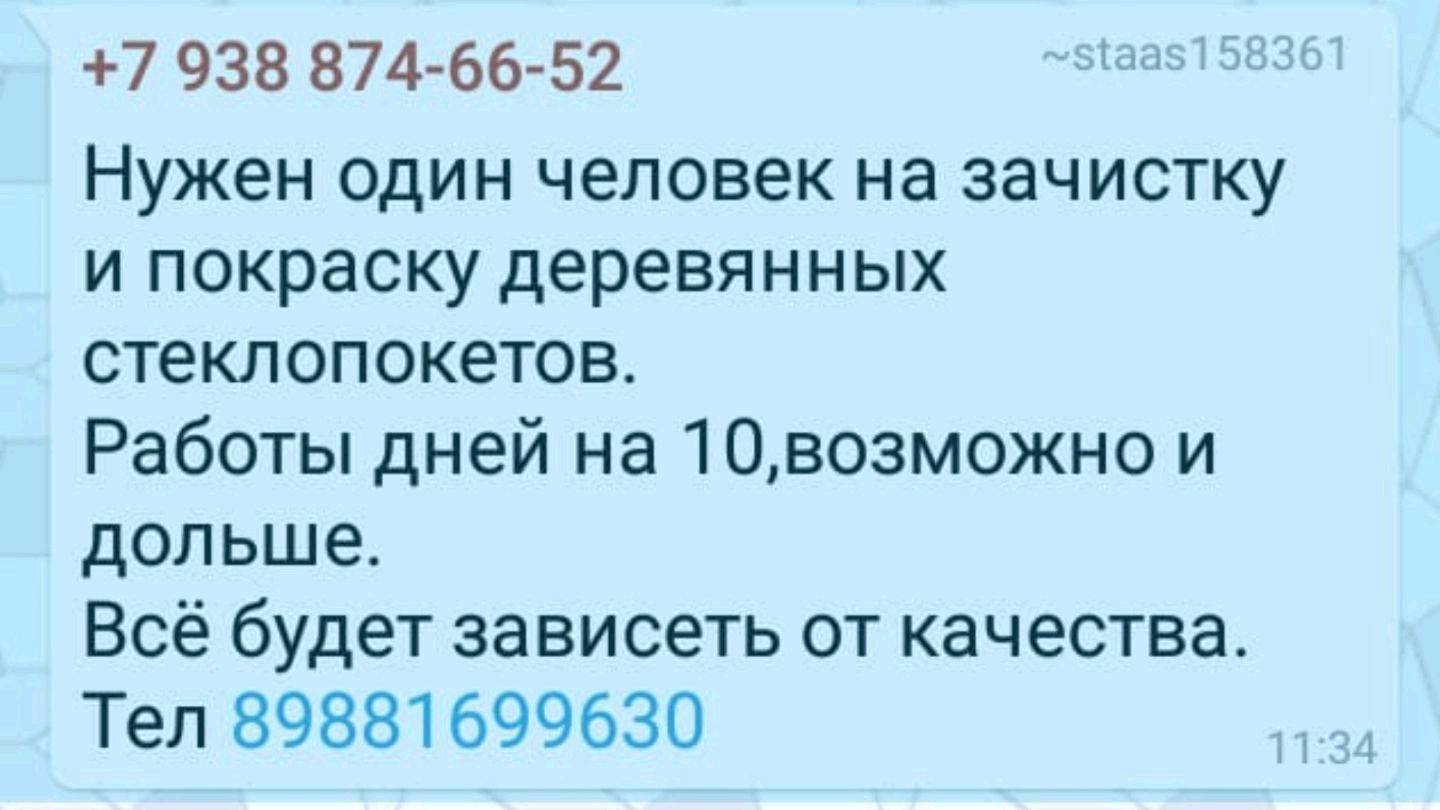 +7 938 874-66-52 ~staas158361
Нужен один человек на зачистку
и покраску деревянных
стеклопокетов.
Работы дней на 10,возможно и
дольше.
Всё будет зависеть от качества.
Тел 89881699630
11:34